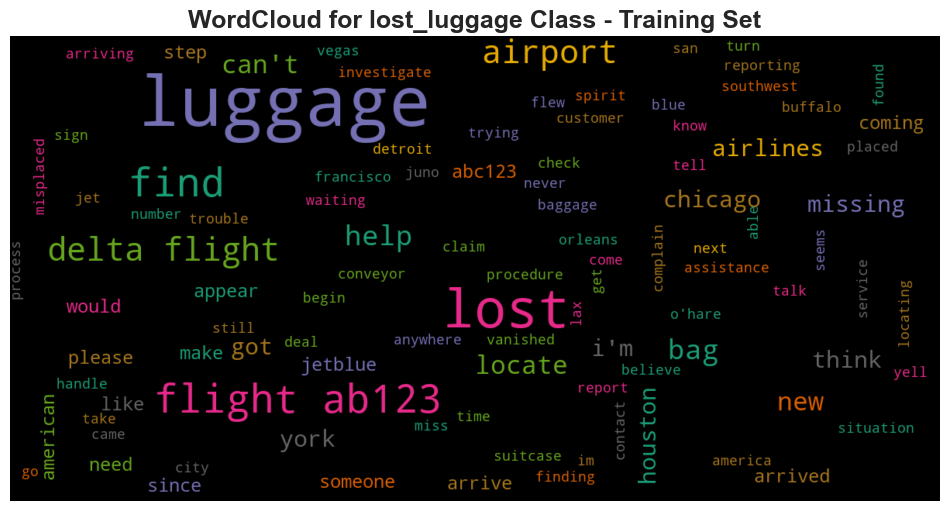 WordCloud for lost_luggage Class - Training Set
arriving
step
vegas
can't
investigate
airport
san
turn
reporting
southwest
found
luggage
flew
spirit
customer
blue
buffalo
coming
sign
trying
know
misplaced
detroit
airlines
placed
find
francisco
juno
abc123
check
tell
jet
waiting
never
baggage
chicago
missing
number
trouble
able
delta flight
help
claim
orleans
complain
next
seems
process
conveyor
procedure
come
get
assistance
would
appear
begin
lost
lax
talk
service
locating
still
o'hare
please
make
got
deal
anywhere
vanished
i'm
bag
think
jetblue
locate
believe
yell
handle
like
flight ab123
report
houston
new
american
take
came
york
time
miss
contact
situation
go
need
city
since
someone
suitcase
arrive
im
finding
america
arrived